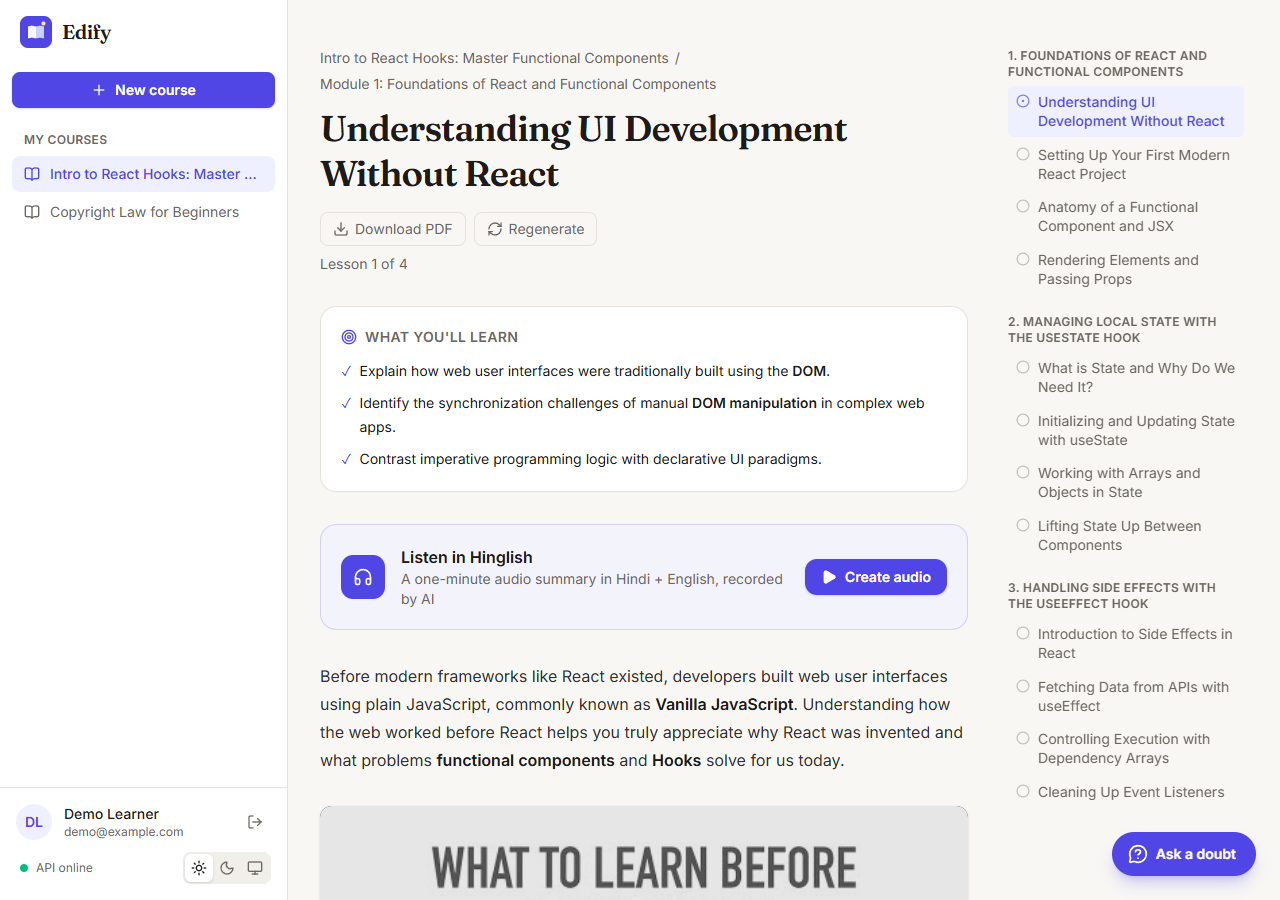 Edify
New course
MY COURSES
Intro to React Hooks: Master ...
Copyright Law for Beginners
DL
Demo Learner
demo@example.com
API online
Intro to React Hooks: Master Functional Components /
Module 1: Foundations of React and Functional Components
Understanding UI Development
Without React
Download PDF
Regenerate
Lesson 1 of 4
WHAT YOU'LL LEARN
Explain how web user interfaces were traditionally built using the DOM.
Identify the synchronization challenges of manual DOM manipulation in complex web
apps.
Contrast imperative programming logic with declarative UI paradigms.
Listen in Hinglish
A one-minute audio summary in Hindi + English, recorded
by AI
Create audio
Before modern frameworks like React existed, developers built web user interfaces
using plain JavaScript, commonly known as Vanilla JavaScript. Understanding how
the web worked before React helps you truly appreciate why React was invented and
what problems functional components and Hooks solve for us today.
WHAT TO LEARN BEFORE
1. FOUNDATIONS OF REACT AND
FUNCTIONAL COMPONENTS
Understanding UI
Development Without React
Setting Up Your First Modern
React Project
Anatomy of a Functional
Component and JSX
Rendering Elements and
Passing Props
2. MANAGING LOCAL STATE WITH
THE USESTATE HOOK
What is State and Why Do We
Need It?
Initializing and Updating State
with useState
Working with Arrays and
Objects in State
Lifting State Up Between
Components
3. HANDLING SIDE EFFECTS WITH
THE USEEFFECT HOOK
Introduction to Side Effects in
React
Fetching Data from APIs with
useEffect
Controlling Execution with
Dependency Arrays
Cleaning Up Event Listeners
Ask a doubt